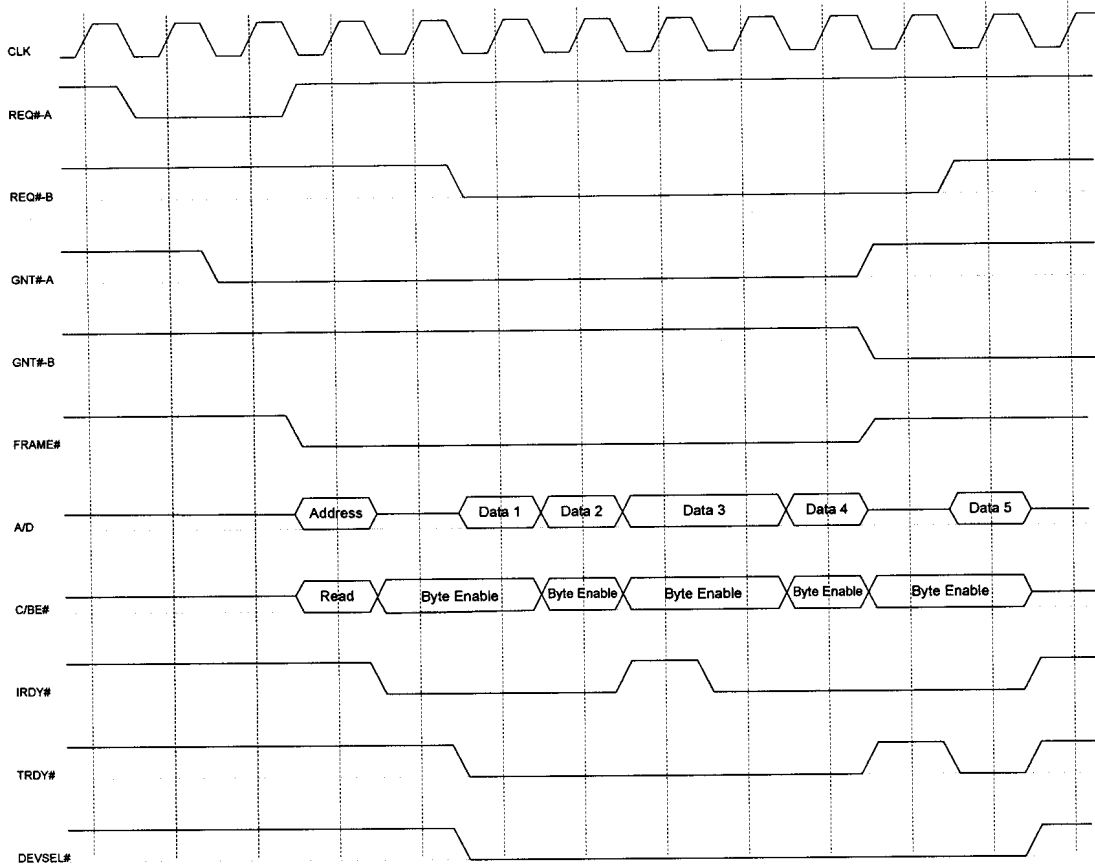 CLK
REQ#-A
REQ#-B
GNT#-A
GNT#-B
FRAME#
A/D
Address
Data 1
Data 2
Data 3
Data 4
Data 5
C/BE#
Read
Byte Enable
Byte Enable
Byte Enable
Byte Enable
Byte Enable
IRDY#
TRDY#
DEVSEL#